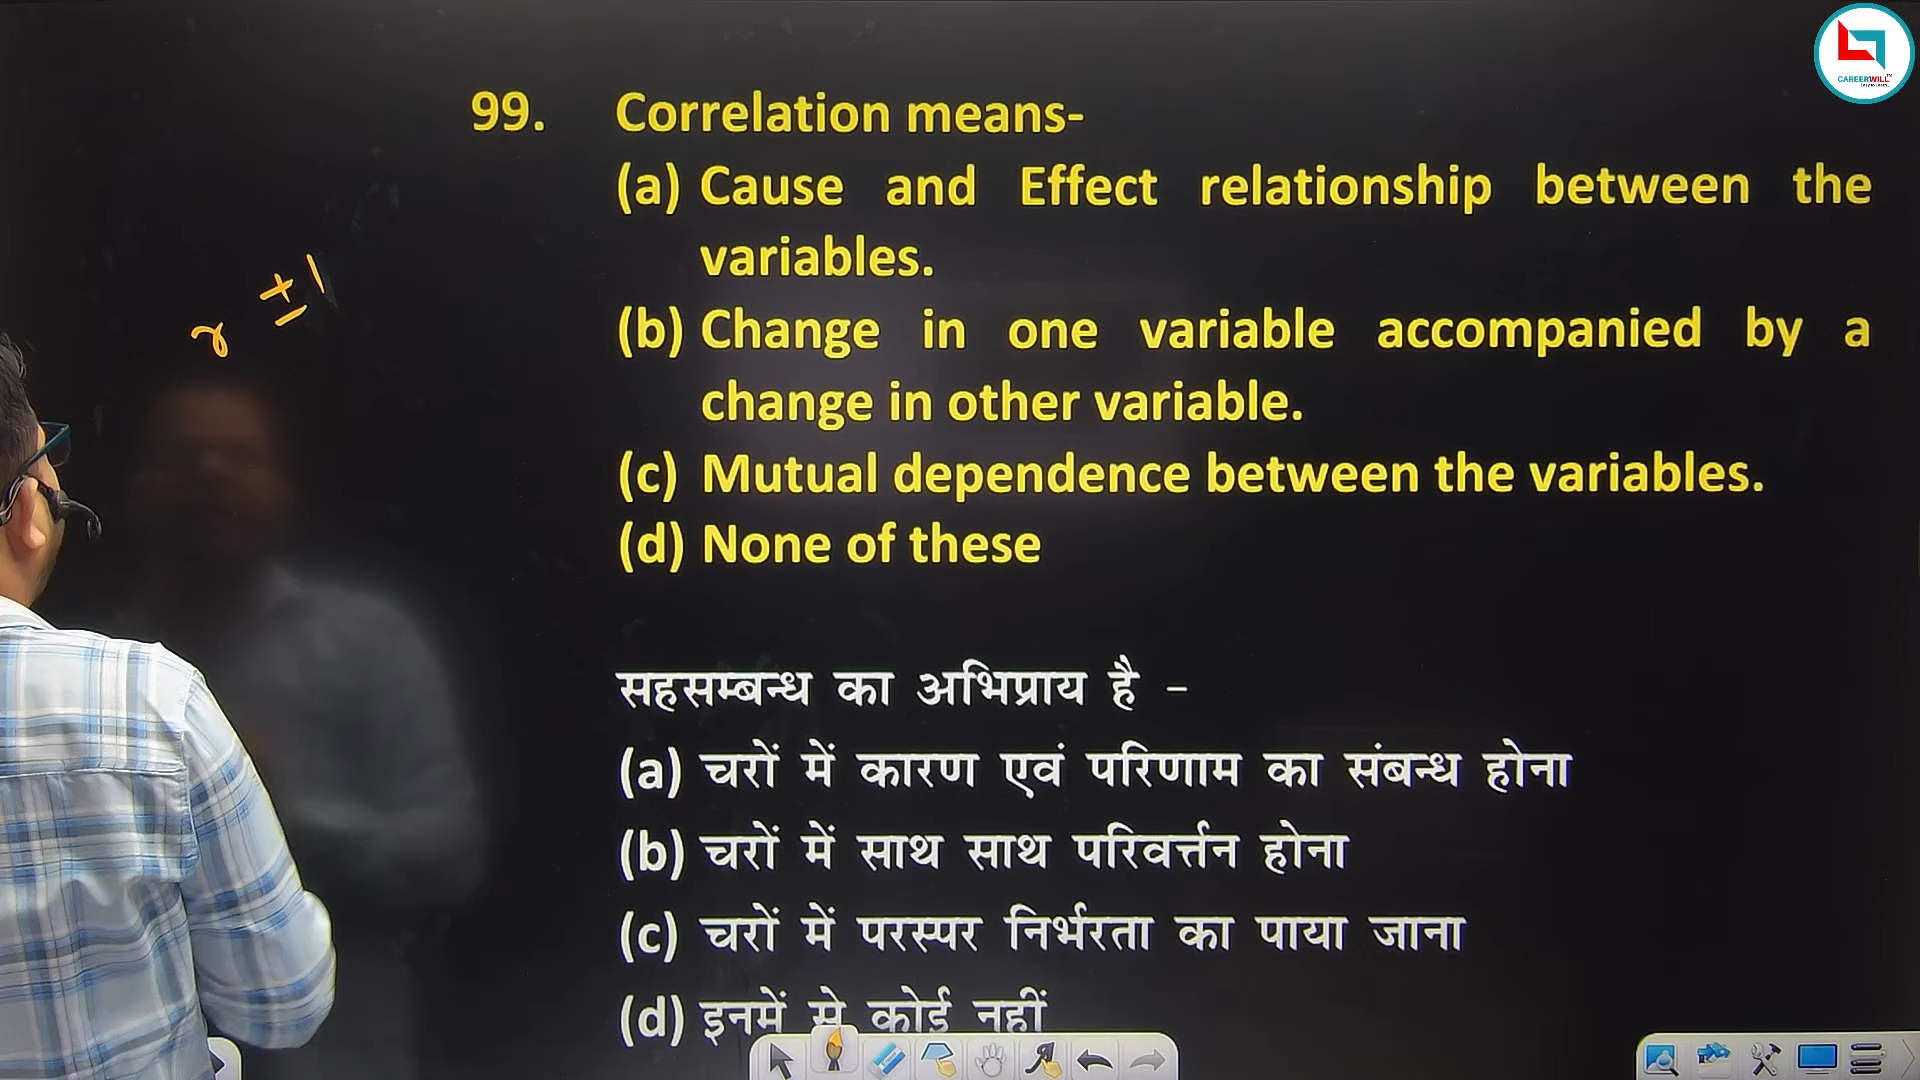 99. Correlation means-
(a) Cause and Effect relationship between the
variables.
(b) Change in one variable accompanied by a
change in other variable.
(c) Mutual dependence between the variables.
(d) None of these
r ±1
सहसम्बन्ध का अभिप्राय है -
(a) चरों में कारण एवं परिणाम का संबन्ध होना
(b) चरों में साथ साथ परिवर्त्तन होना
(c) चरों में परस्पर निर्भरता का पाया जाना
(d) इनमें से कोई नहीं
CAREERWILL